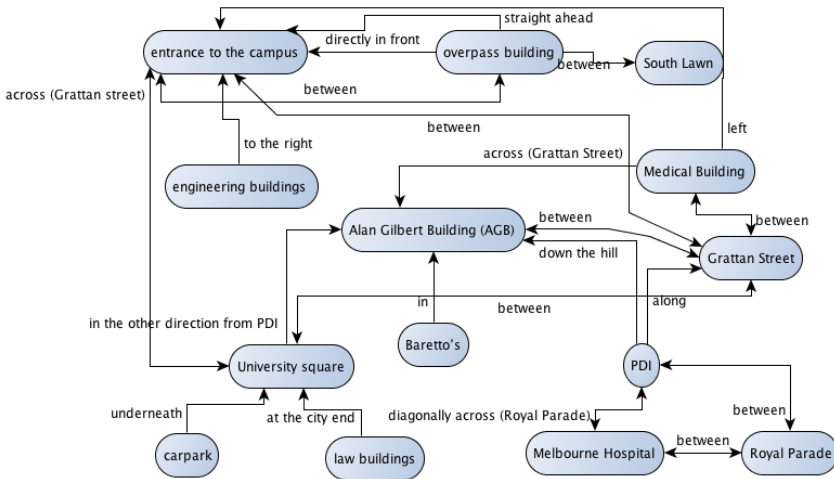 straight ahead
entrance to the campus
directly in front
overpass building
between
South Lawn
across (Grattan street)
between
between
left
to the right
across (Grattan Street)
engineering buildings
Medical Building
Alan Gilbert Building (AGB)
between
between
down the hill
Grattan Street
in
between
along
in the other direction from PDI
Baretto's
University square
PDI
underneath
at the city end
diagonally across (Royal Parade)
between
carpark
law buildings
Melbourne Hospital
between
Royal Parade